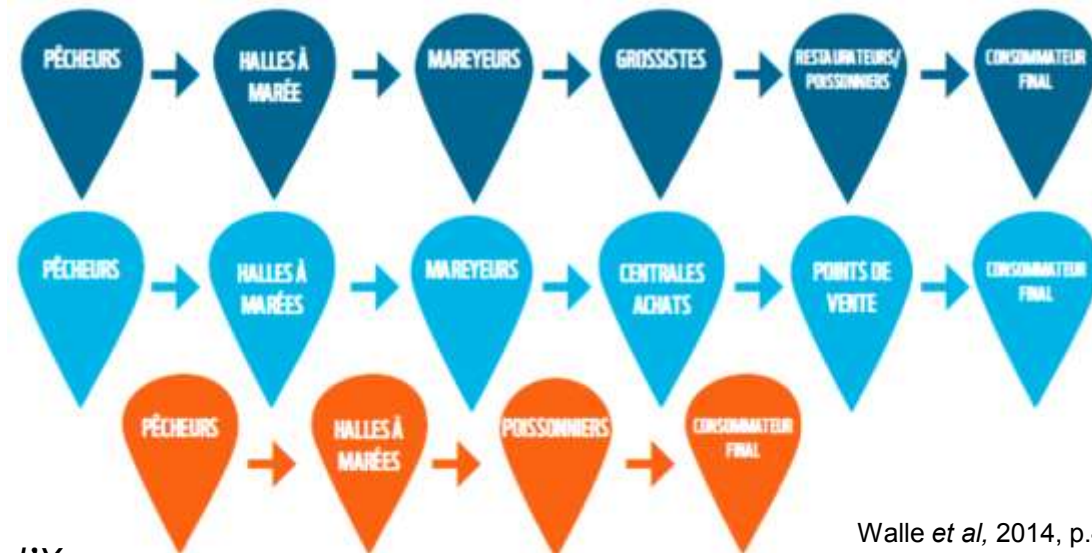 PÊCHEURS
HALLES À
MARÉE
MAREYEURS
GROSSISTES
RESTAURATEURS/
POISSONNIERS
CONSOMMATEUR
FINAL
PÊCHEURS
HALLES À
MARÉES
MAREYEURS
CENTRALES
ACHATS
POINTS DE
VENTE
CONSOMMATEUR
FINAL
PÊCHEURS
HALLES À
MARÉES
POISSONNIERS
CONSOMMATEUR
FINAL
Walle et al, 2014, p.